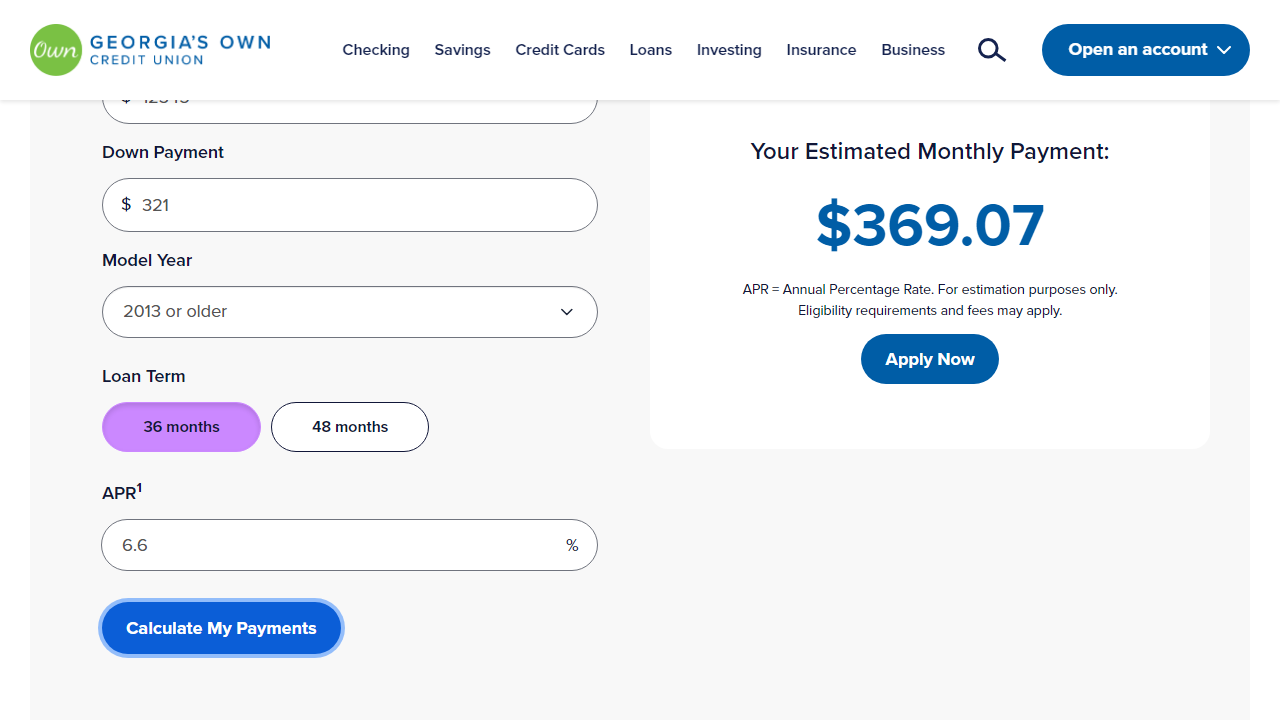 Own GEORGIA'S OWN
CREDIT UNION
Checking Savings Credit Cards Loans Investing Insurance Business Open an account
Down Payment
$ 321
Model Year
2013 or older
Loan Term
36 months 48 months
APR1
6.6 %
Calculate My Payments
Your Estimated Monthly Payment:
$369.07
APR = Annual Percentage Rate. For estimation purposes only.
Eligibility requirements and fees may apply.
Apply Now